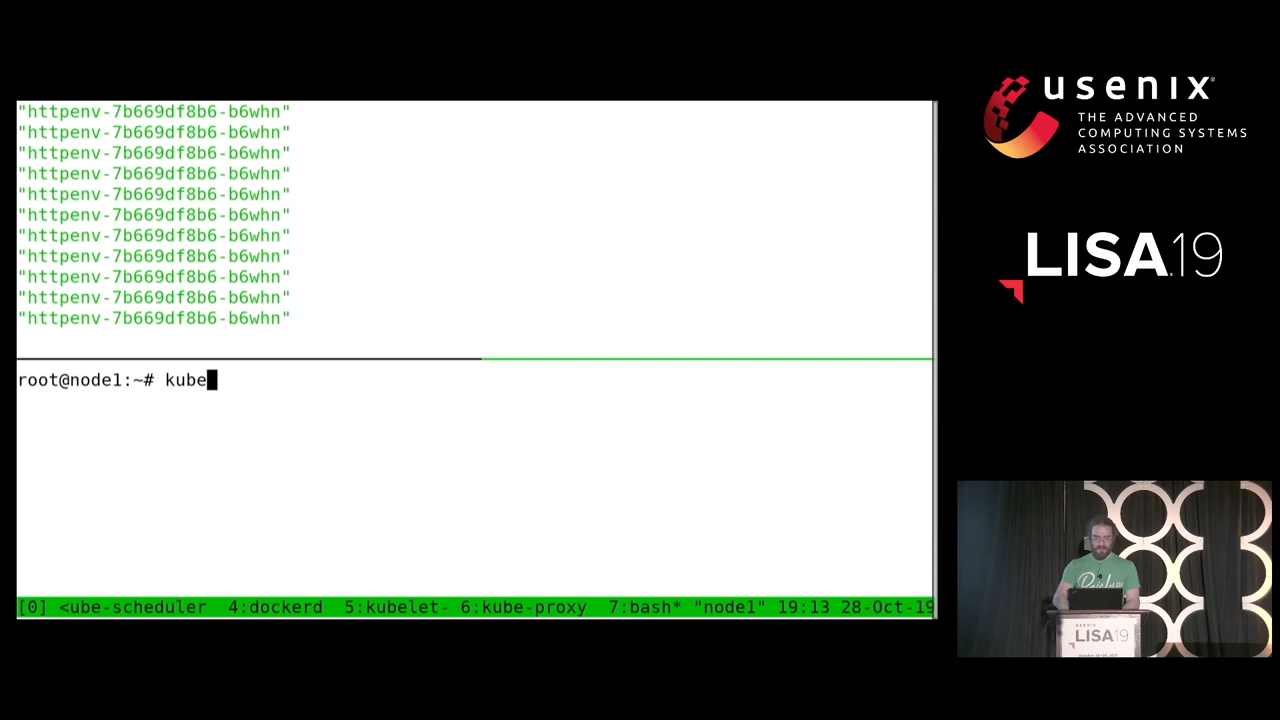 "httpenv-7b669df8b6-b6whn"
"httpenv-7b669df8b6-b6whn"
"httpenv-7b669df8b6-b6whn"
"httpenv-7b669df8b6-b6whn"
"httpenv-7b669df8b6-b6whn"
"httpenv-7b669df8b6-b6whn"
"httpenv-7b669df8b6-b6whn"
"httpenv-7b669df8b6-b6whn"
"httpenv-7b669df8b6-b6whn"
"httpenv-7b669df8b6-b6whn"
"httpenv-7b669df8b6-b6whn"
root@node1:~# kube
[0] <ube-scheduler 4:dockerd 5:kubelet- 6:kube-proxy 7:bash* "node1" 19:13 28-Oct-19
usenix®
THE ADVANCED
COMPUTING SYSTEMS
ASSOCIATION
LISA19
usenix
LISA19